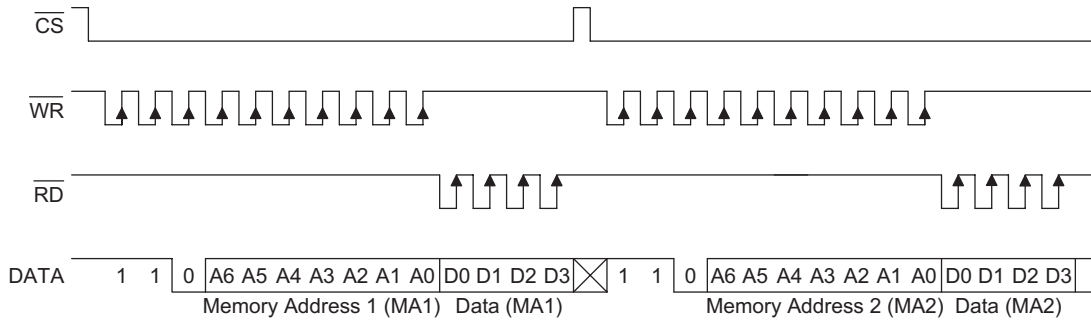 CS
WR
RD
DATA 1 1 0 A6 A5 A4 A3 A2 A1 A0 D0 D1 D2 D3 1 1 0 A6 A5 A4 A3 A2 A1 A0 D0 D1 D2 D3
Memory Address 1 (MA1) Data (MA1) Memory Address 2 (MA2) Data (MA2)